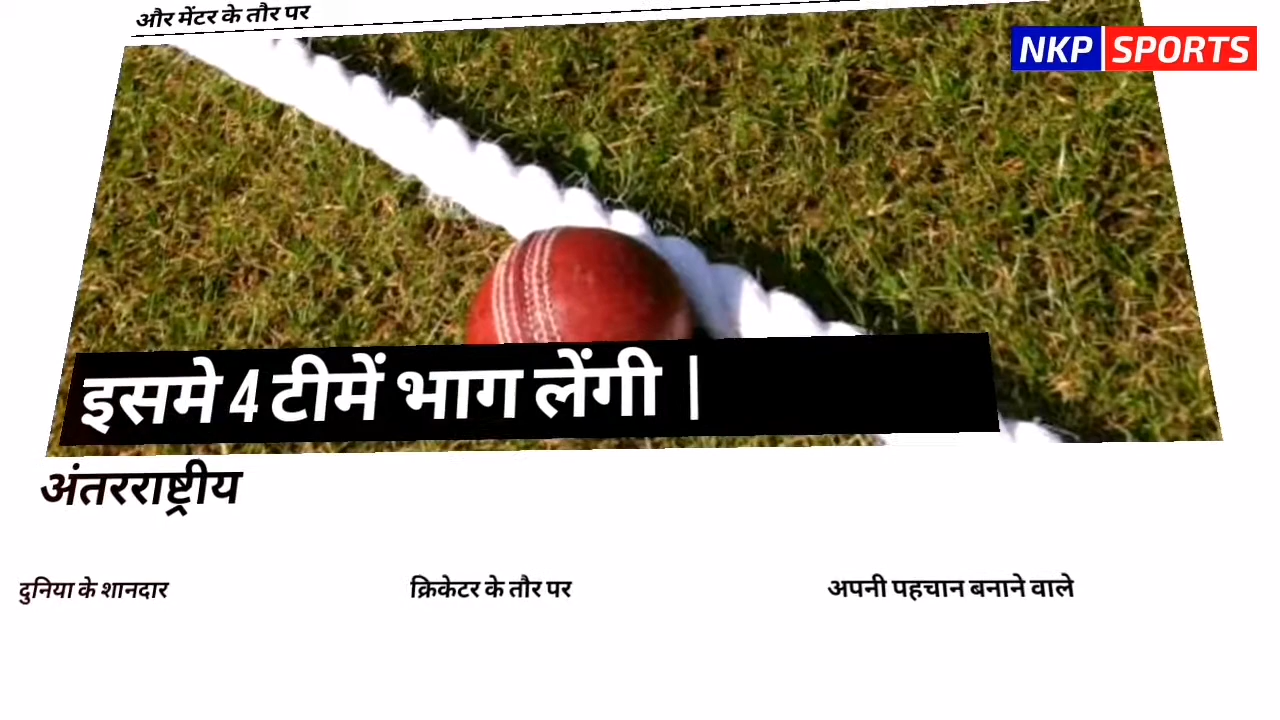 और मेंटर के तौर पर
NKP SPORTS
इसमे 4 टीमें भाग लेंगी |
अंतरराष्ट्रीय
दुनिया के शानदार क्रिकेटर के तौर पर अपनी पहचान बनाने वाले